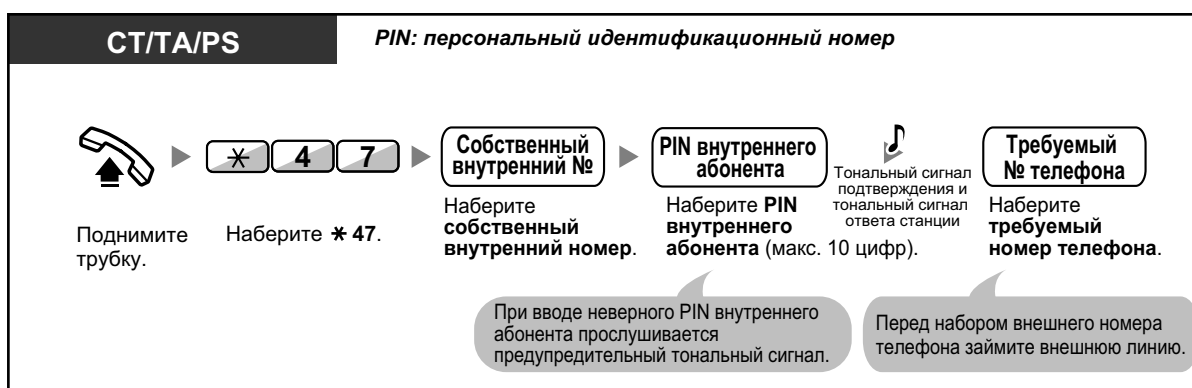 CT/TA/PS
PIN: персональный идентификационный номер
✳ 4 7
Собственный
внутренний №
PIN внутреннего
абонента
Тональный сигнал
подтверждения и
тональный сигнал
ответа станции
Требуемый
№ телефона
Поднимите
трубку.
Наберите ✳ 47.
Наберите
собственный
внутренний номер.
Наберите PIN
внутреннего
абонента (макс. 10 цифр).
Наберите
требуемый
номер телефона.
При вводе неверного PIN внутреннего
абонента прослушивается
предупредительный тональный сигнал.
Перед набором внешнего номера
телефона займите внешнюю линию.